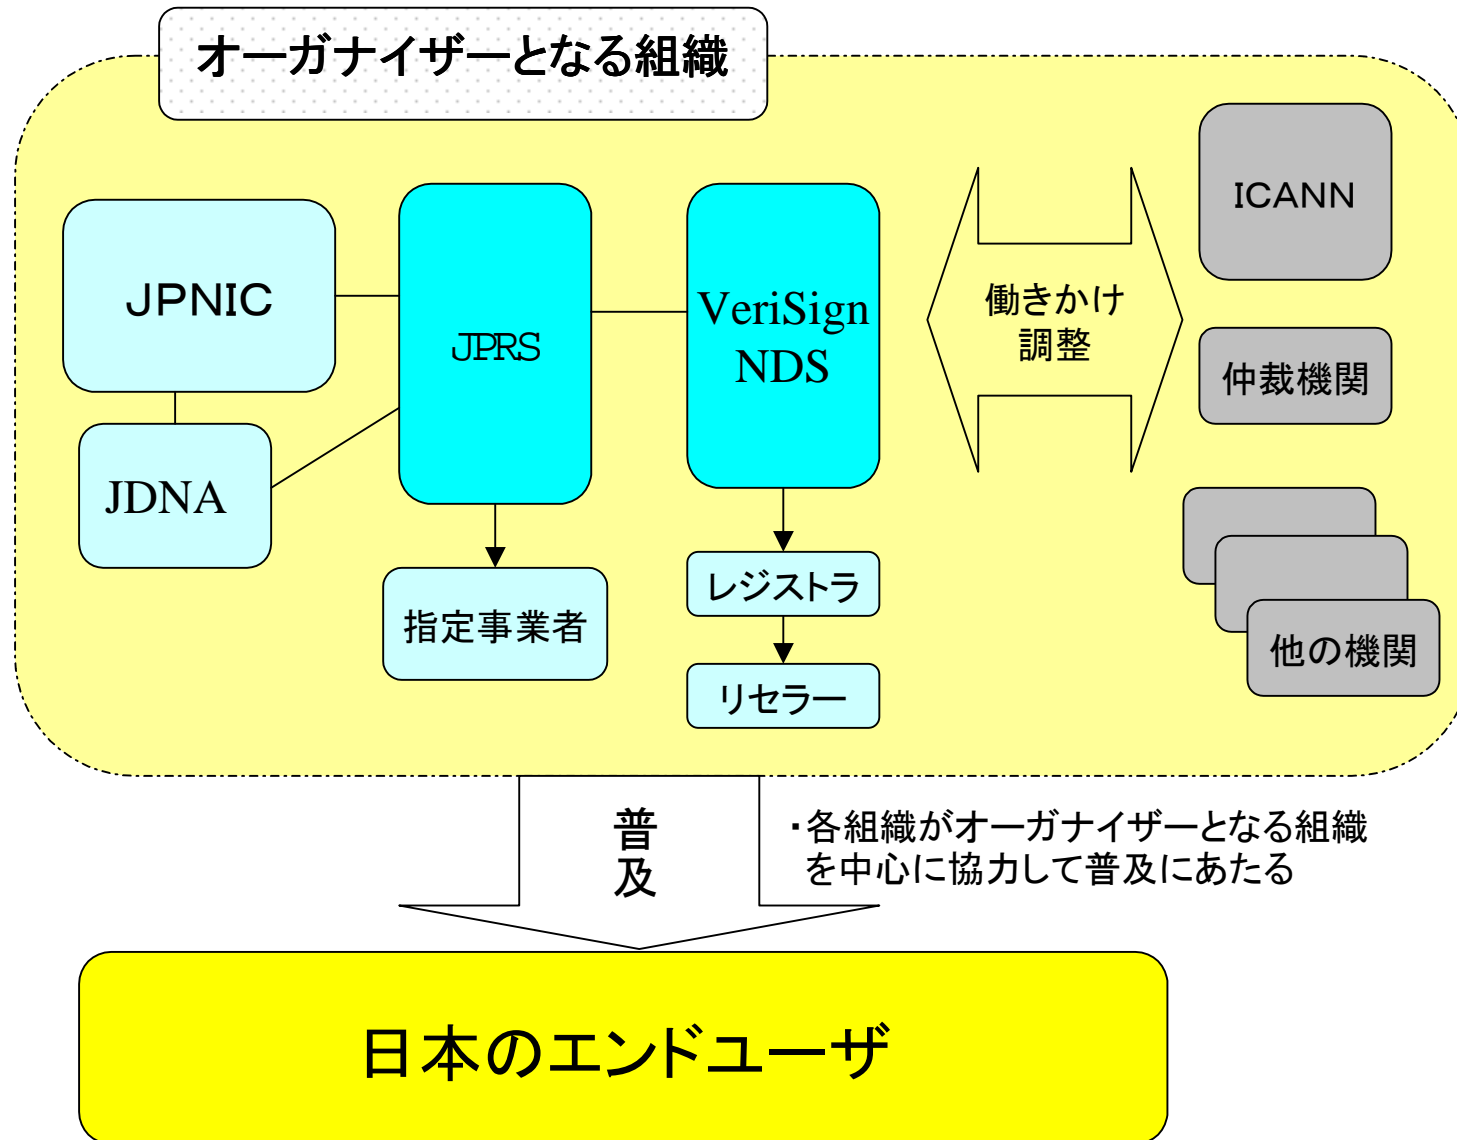 オーガナイザーとなる組織
JPNIC
JDNA
JPRS
指定事業者
VeriSign
NDS
レジストラ
リセラー
働きかけ
調整
ICANN
仲裁機関
他の機関
普
及
・各組織がオーガナイザーとなる組織
を中心に協力して普及にあたる
日本のエンドユーザ